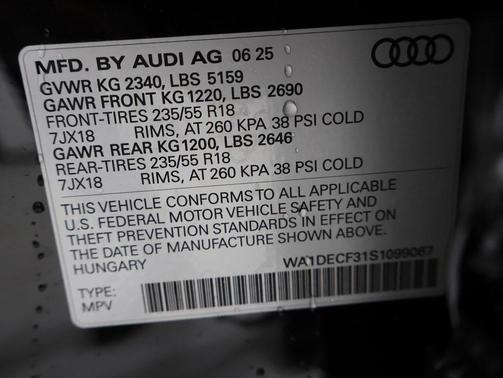 MFD. BY AUDI AG 06 25
GVWR KG 2340, LBS 5159
GAWR FRONT KG 1220, LBS 2690
FRONT-TIRES 235/55 R18
7JX18 RIMS, AT 260 KPA 38 PSI COLD
GAWR REAR KG 1200, LBS 2646
REAR-TIRES 235/55 R18
7JX18 RIMS, AT 260 KPA 38 PSI COLD
THIS VEHICLE CONFORMS TO ALL APPLICABLE
U.S. FEDERAL MOTOR VEHICLE SAFETY AND
THEFT PREVENTION STANDARDS IN EFFECT ON
THE DATE OF MANUFACTURE SHOWN ABOVE.
HUNGARY WA1DECF31S1099087
TYPE:
MPV